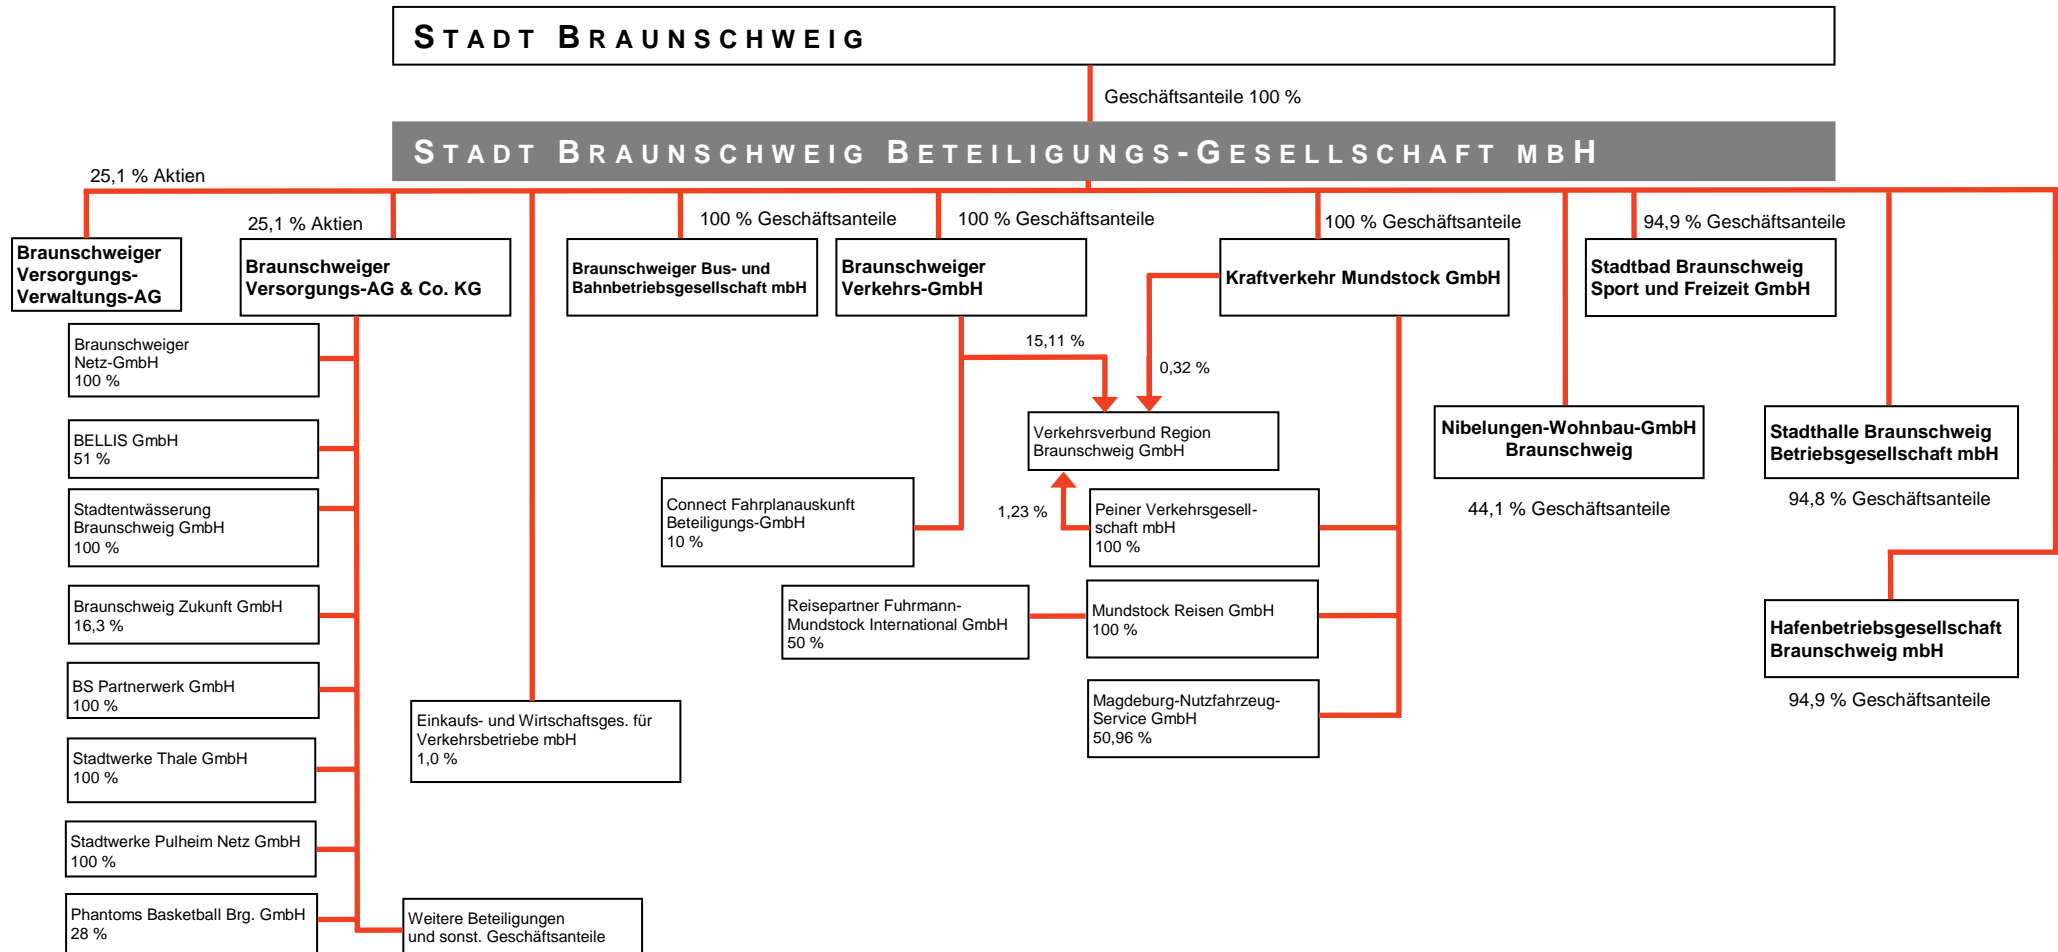 STADT BRAUNSCHWEIG
Geschäftsanteile 100 %
STADT BRAUNSCHWEIG BETEILIGUNGS-GESELLSCHAFT MBH
25,1 % Aktien
25,1 % Aktien
100 % Geschäftsanteile
100 % Geschäftsanteile
100 % Geschäftsanteile
94,9 % Geschäftsanteile
Braunschweiger
Versorgungs-
Verwaltungs-AG
Braunschweiger
Versorgungs-AG & Co. KG
Braunschweiger Bus- und
Bahnbetriebsgesellschaft mbH
Braunschweiger
Verkehrs-GmbH
Kraftverkehr Mundstock GmbH
Stadtbad Braunschweig
Sport und Freizeit GmbH
Braunschweiger
Netz-GmbH
100 %
15,11 %
0,32 %
BELLIS GmbH
51 %
Verkehrsverbund Region
Braunschweig GmbH
Nibelungen-Wohnbau-GmbH
Braunschweig
44,1 % Geschäftsanteile
Stadthalle Braunschweig
Betriebsgesellschaft mbH
94,8 % Geschäftsanteile
Stadtentwässerung
Braunschweig GmbH
100 %
Connect Fahrplanauskunft
Beteiligungs-GmbH
10 %
1,23 %
Peiner Verkehrsgesell-
schaft mbH
100 %
Braunschweig Zukunft GmbH
16,3 %
Reisepartner Fuhrmann-
Mundstock International GmbH
50 %
Mundstock Reisen GmbH
100 %
Hafenbetriebsgesellschaft
Braunschweig mbH
94,9 % Geschäftsanteile
BS Partnerwerk GmbH
100 %
Einkaufs- und Wirtschaftsges. für
Verkehrsbetriebe mbH
1,0 %
Magdeburg-Nutzfahrzeug-
Service GmbH
50,96 %
Stadtwerke Thale GmbH
100 %
Stadtwerke Pulheim Netz GmbH
100 %
Phantoms Basketball Brg. GmbH
28 %
Weitere Beteiligungen
und sonst. Geschäftsanteile